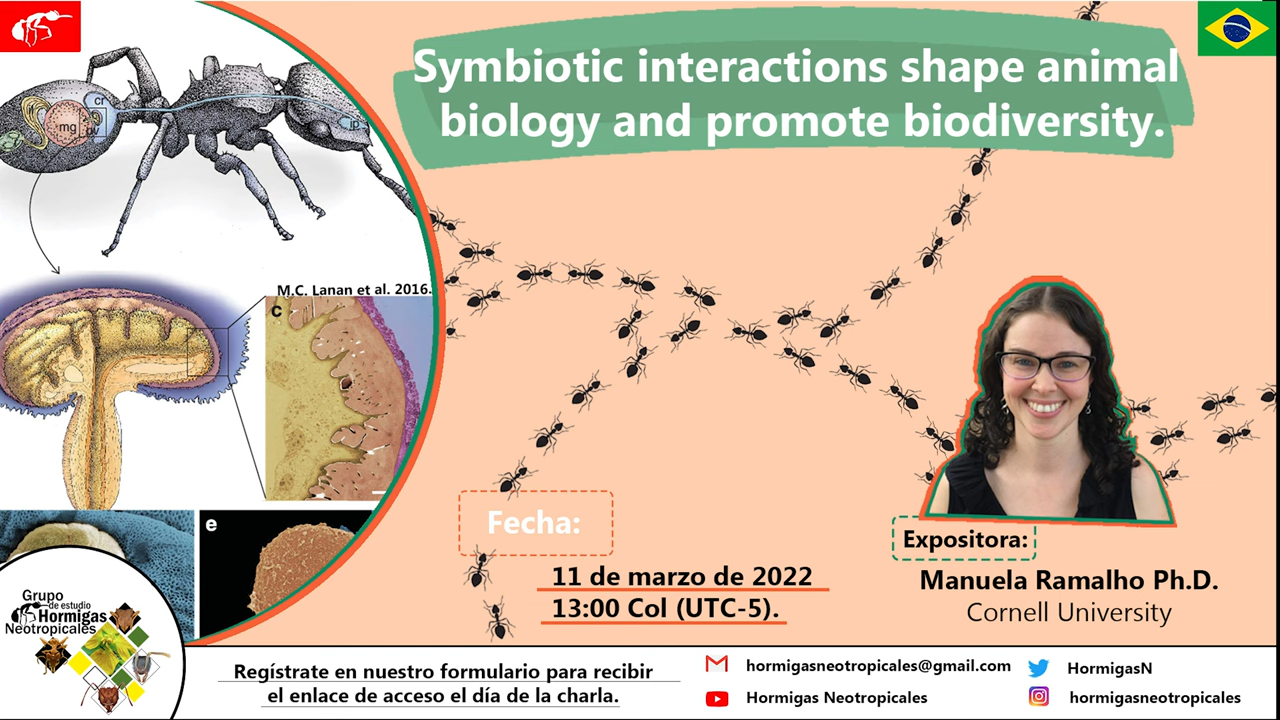 Symbiotic interactions shape animal
biology and promote biodiversity.
cr
mg
pv
M.C. Lanan et al. 2016.
c
e
Fecha:
11 de marzo de 2022
13:00 Col (UTC-5).
Expositora:
Manuela Ramalho Ph.D.
Cornell University
Grupo
de estudio
Hormigas
Neotropicales
Regístrate en nuestro formulario para recibir
el enlace de acceso el día de la charla.
hormigasneotropicales@gmail.com
HormigasN
Hormigas Neotropicales
hormigasneotropicales